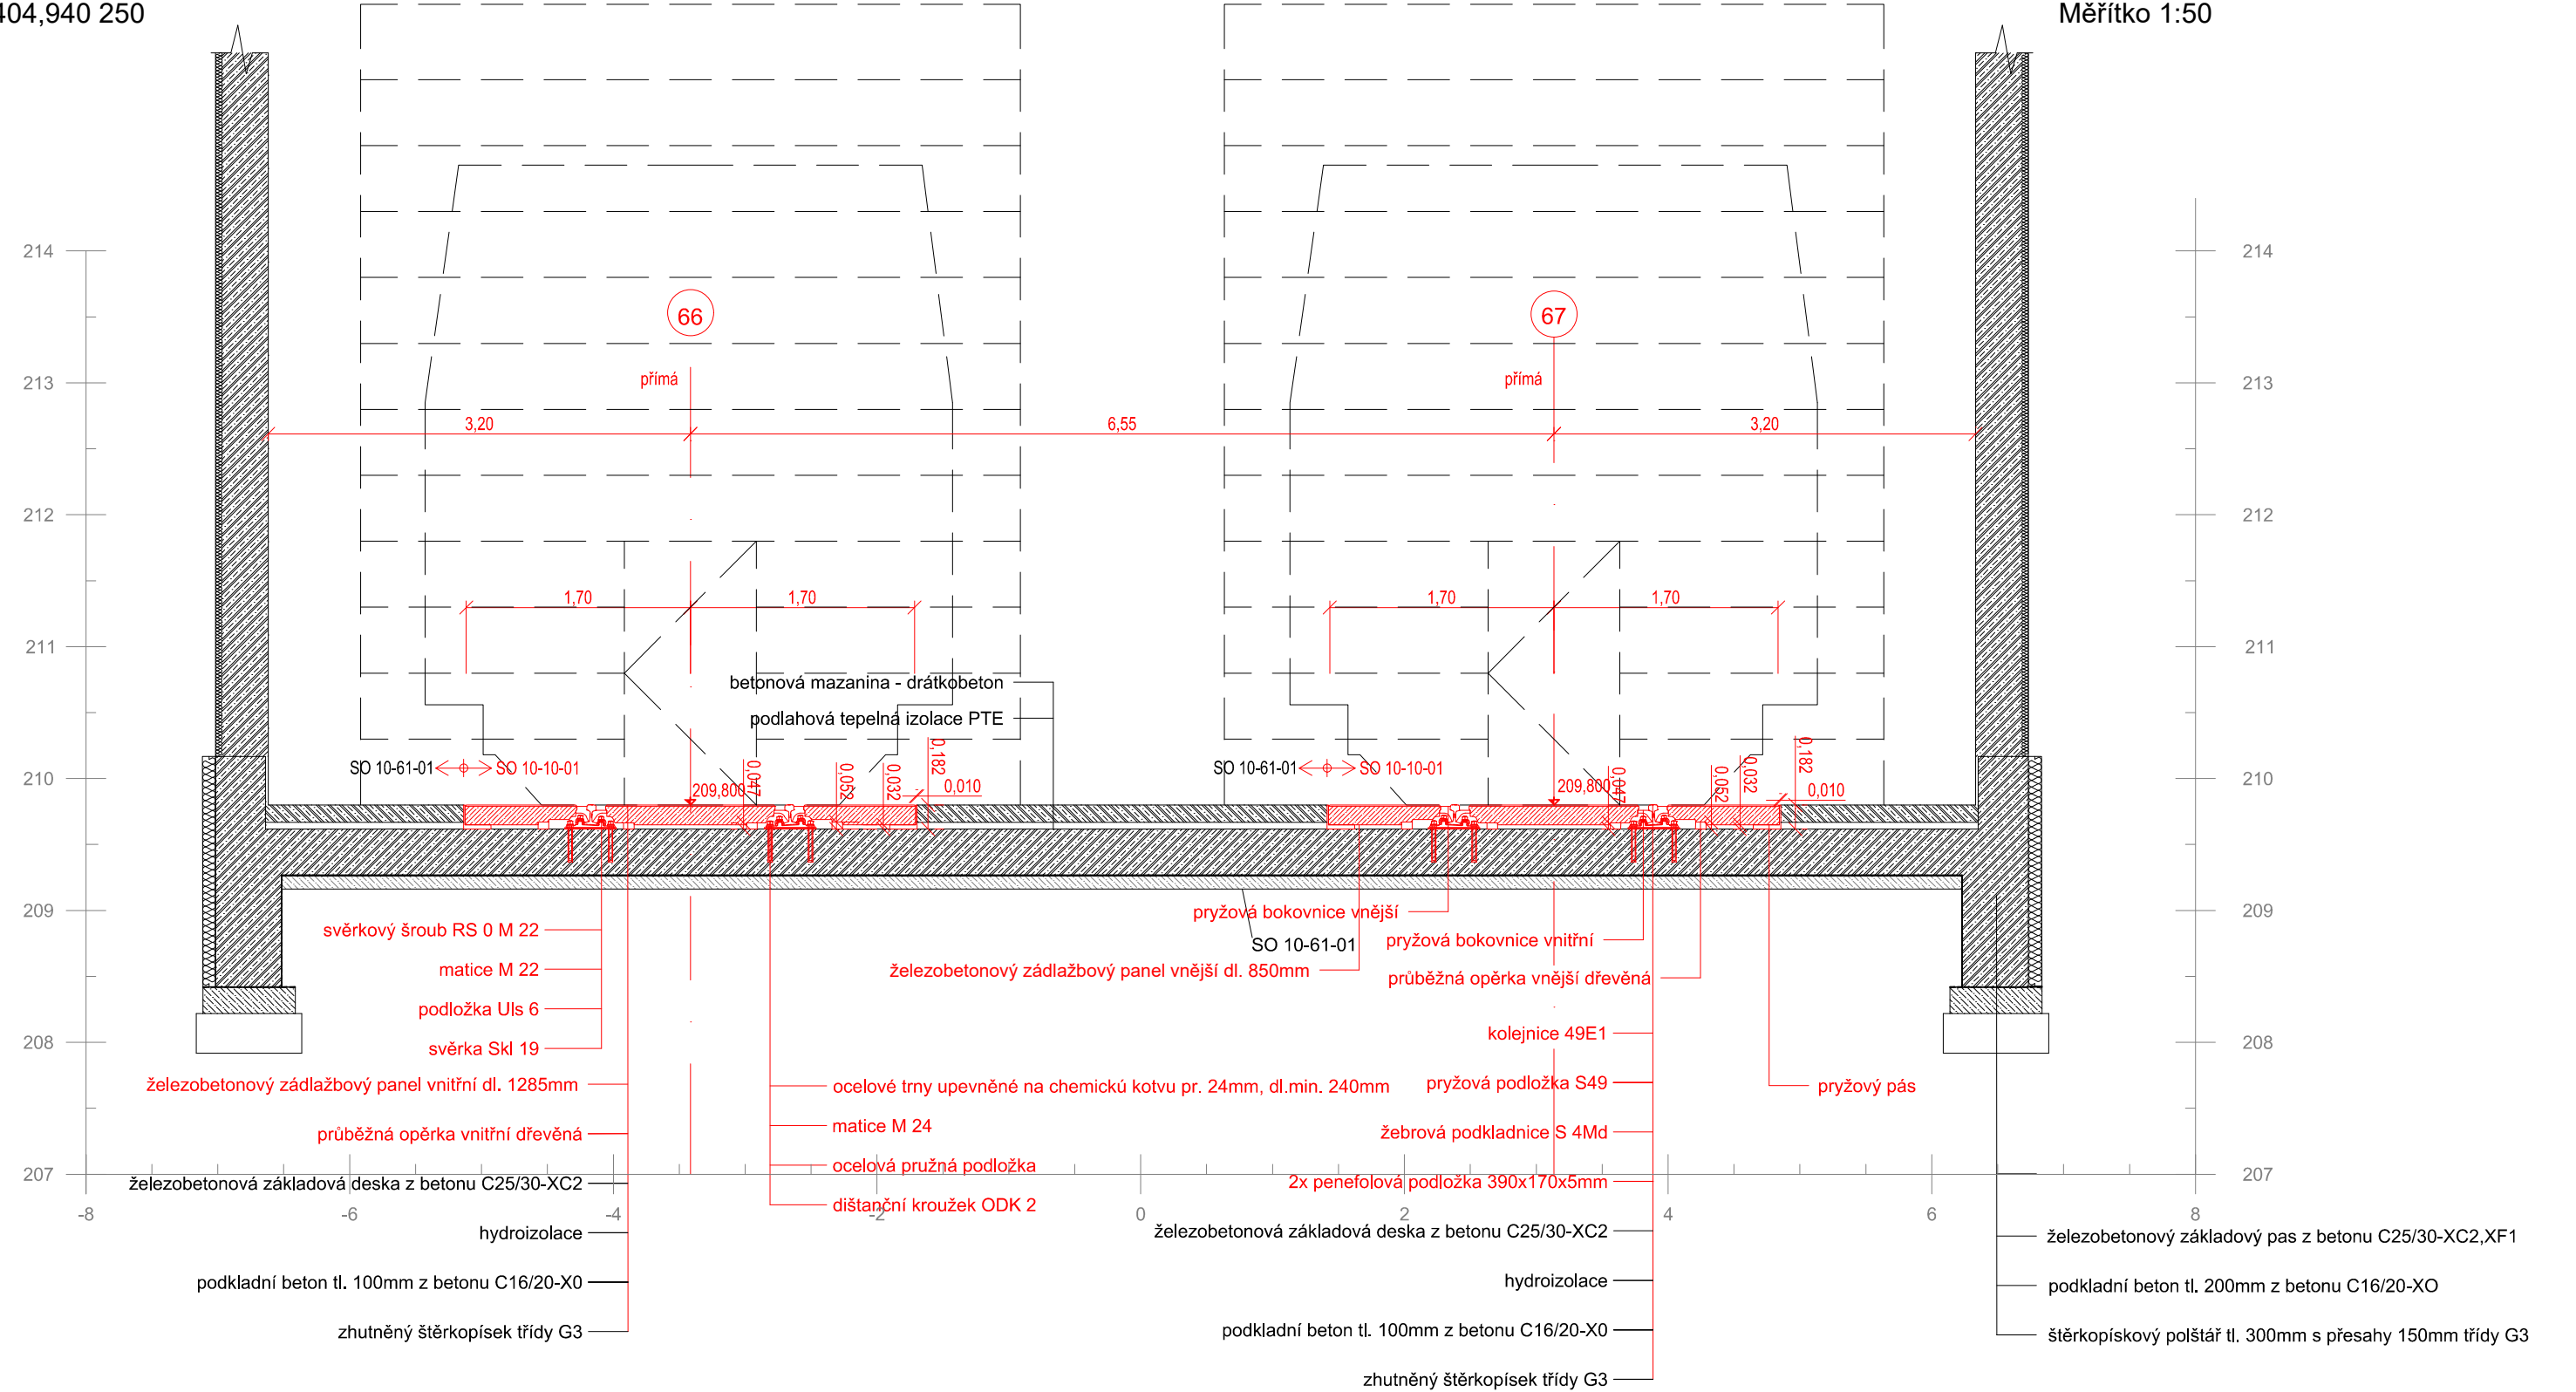 404,940 250
Měřítko 1:50
214
214
66
67
213
213
přímá
přímá
3,20
6,55
3,20
212
212
1,70
1,70
1,70
1,70
211
211
betonová mazanina - drátkobeton
podlahová tepelná izolace PTE
210
210
SO 10-61-01
SO 10-10-01
209,800
0,047
0,052
0,032
0,182
0,010
SO 10-61-01
SO 10-10-01
209,800
0,047
0,052
0,032
0,182
0,010
209
209
pryžová bokovnice vnější
SO 10-61-01
pryžová bokovnice vnitřní
železobetonový zádlažbový panel vnější dl. 850mm
průběžná opěrka vnější dřevěná
svěrkový šroub RS 0 M 22
matice M 22
podložka Uls 6
svěrka Skl 19
208
208
železobetonový zádlažbový panel vnitřní dl. 1285mm
průběžná opěrka vnitřní dřevěná
ocelové trny upevněné na chemickú kotvu pr. 24mm, dl.min. 240mm
matice M 24
ocelová pružná podložka
dištanční kroužek ODK 2
kolejnice 49E1
pryžová podložka S49
žebrová podkladnice S 4Md
2x penefolová podložka 390x170x5mm
pryžový pás
207
207
železobetonová základová deska z betonu C25/30-XC2
hydroizolace
podkladní beton tl. 100mm z betonu C16/20-X0
zhutněný štěrkopísek třídy G3
-8
-6
-4
-2
0
2
4
6
8
železobetonová základová deska z betonu C25/30-XC2
hydroizolace
podkladní beton tl. 100mm z betonu C16/20-X0
zhutněný štěrkopísek třídy G3
železobetonový základový pas z betonu C25/30-XC2,XF1
podkladní beton tl. 200mm z betonu C16/20-XO
štěrkopískový polštář tl. 300mm s přesahy 150mm třídy G3